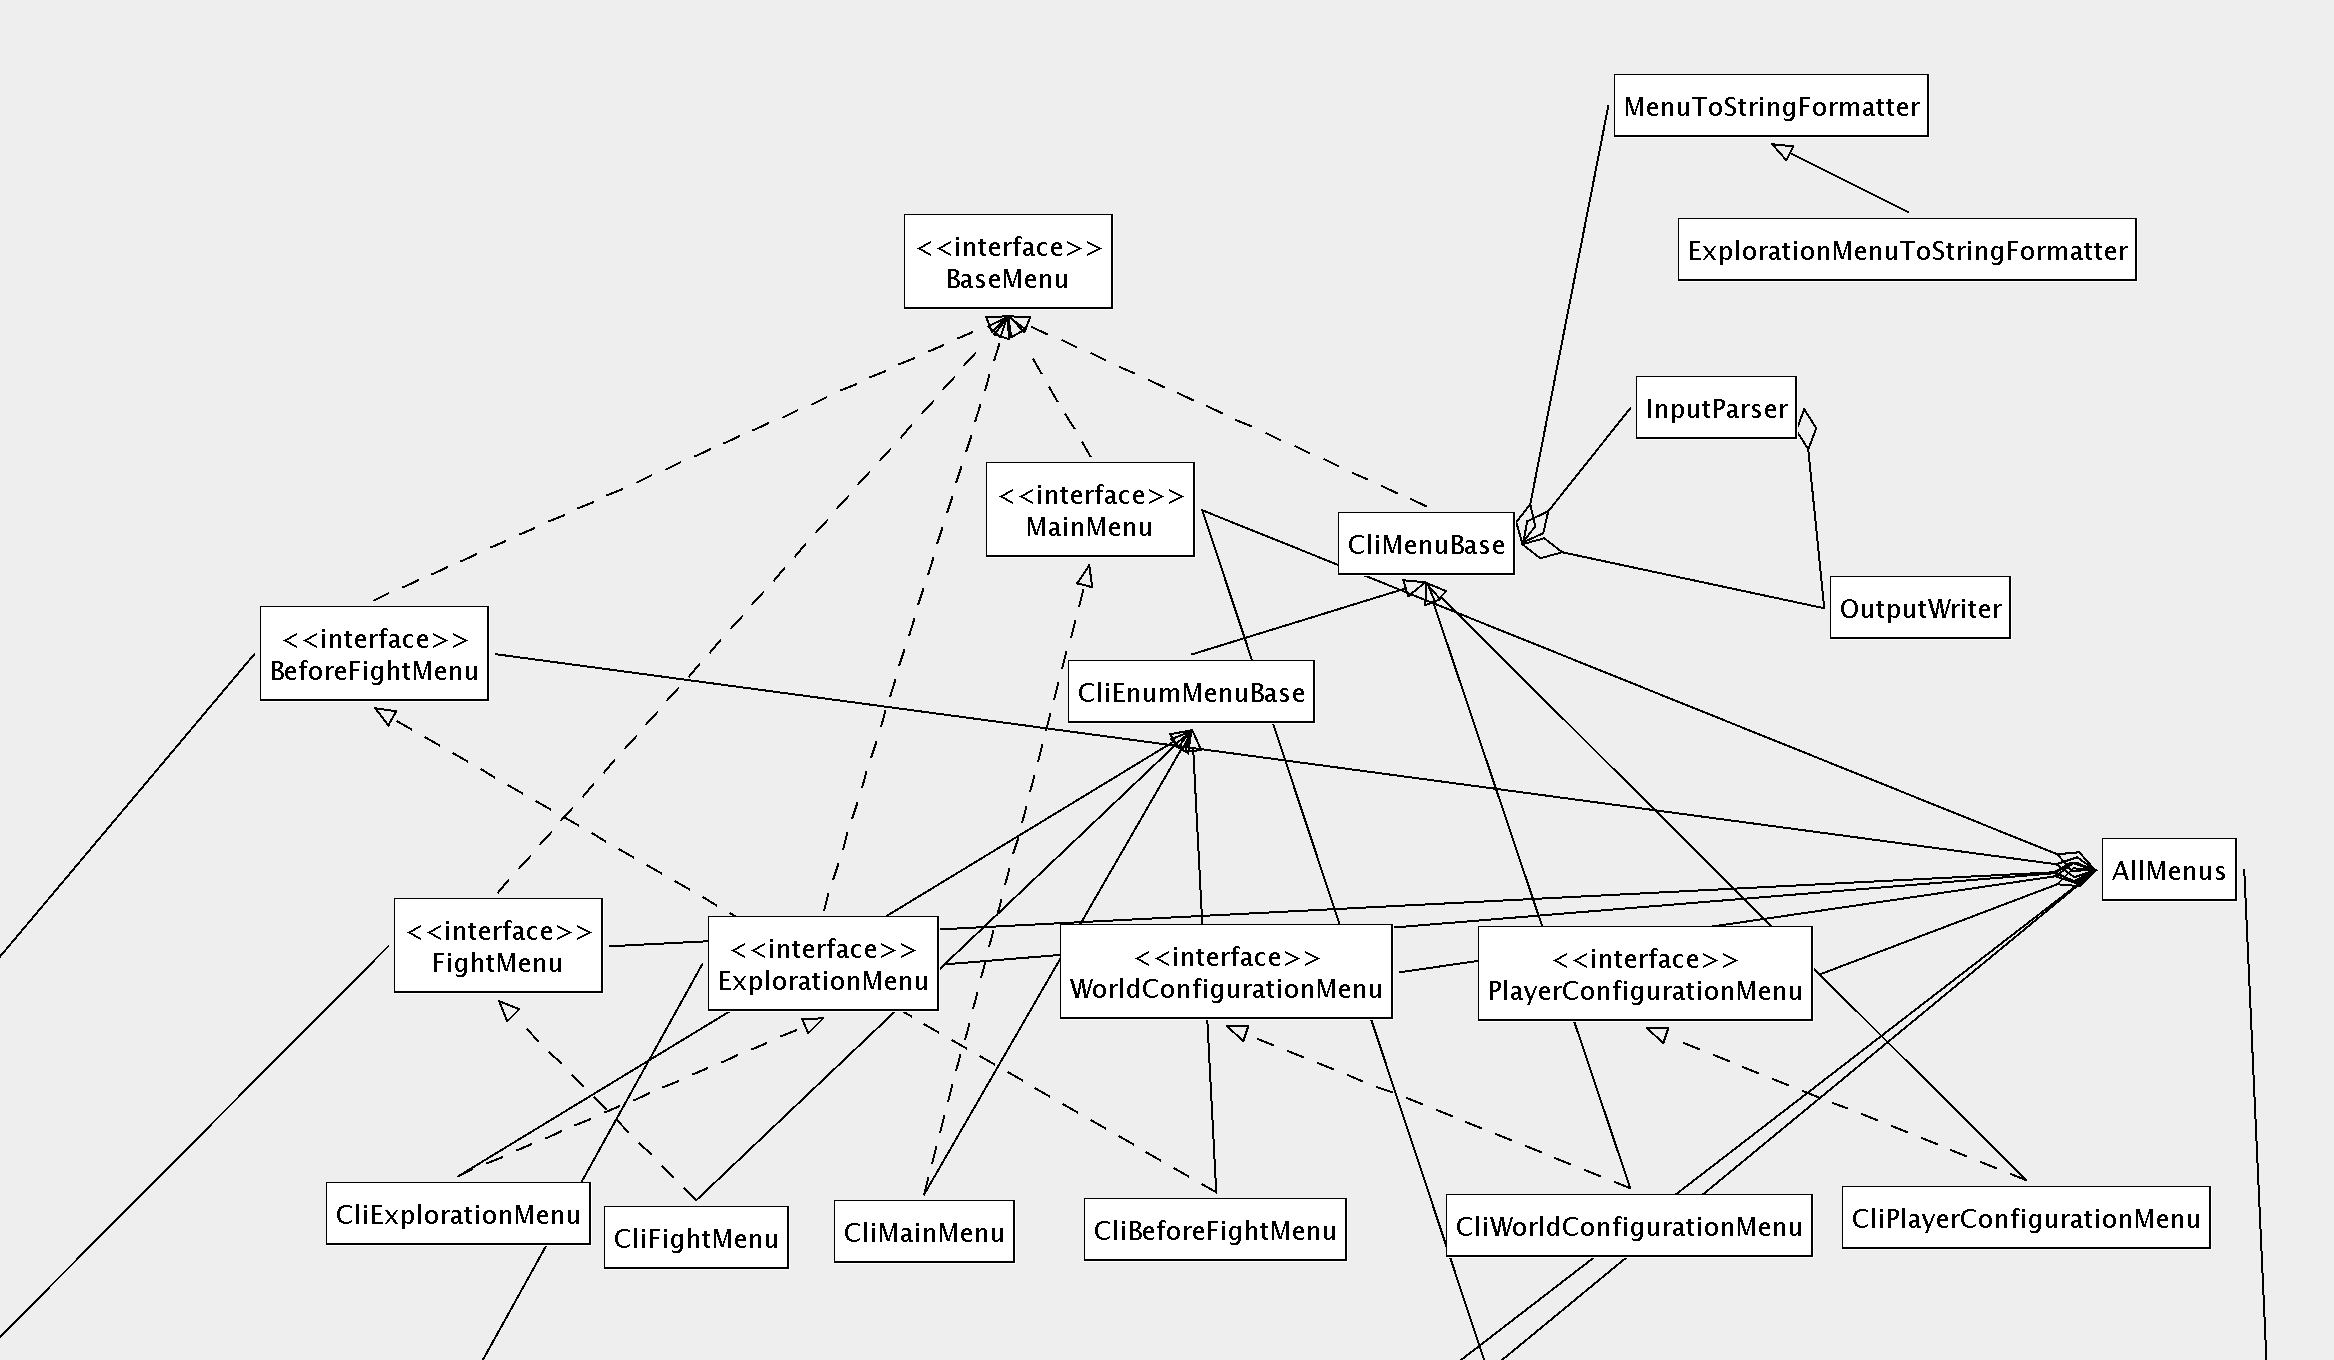 MenuToStringFormatter
<<interface>>
BaseMenu
ExplorationMenuToStringFormatter
InputParser
<<interface>>
MainMenu
CliMenuBase
OutputWriter
<<interface>>
BeforeFightMenu
CliEnumMenuBase
AllMenus
<<interface>>
FightMenu
<<interface>>
ExplorationMenu
<<interface>>
WorldConfigurationMenu
<<interface>>
PlayerConfigurationMenu
CliExplorationMenu
CliFightMenu
CliMainMenu
CliBeforeFightMenu
CliWorldConfigurationMenu
CliPlayerConfigurationMenu